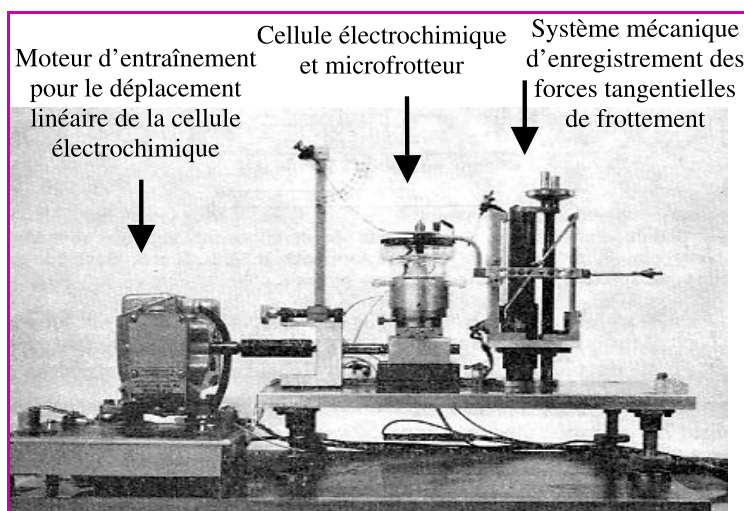 Moteur d’entraînement
pour le déplacement
linéaire de la cellule
électrochimique
Cellule électrochimique
et microfrotteur
Système mécanique
d’enregistrement des
forces tangentielles
de frottement